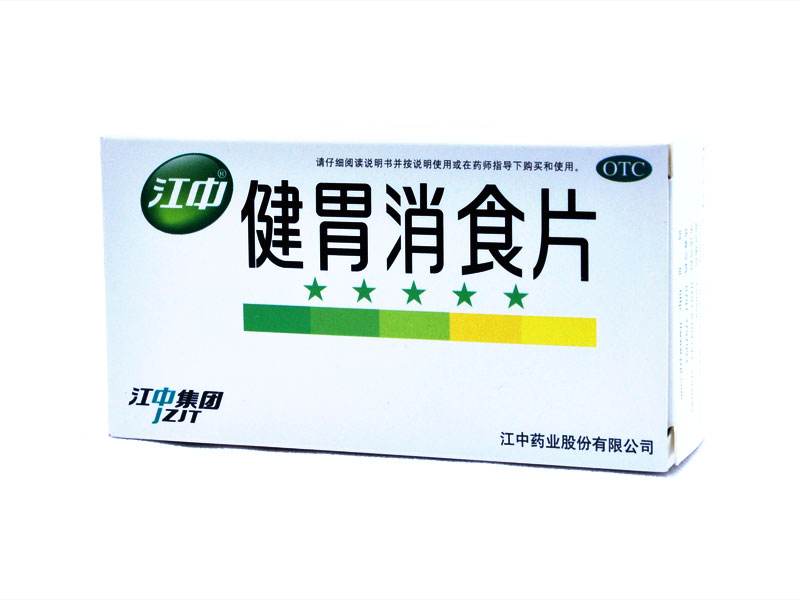 请仔细阅读说明书并按说明使用或在药师指导下购买和使用。
OTC
江中®
健胃消食片
江中集团
JZJT
江中药业股份有限公司